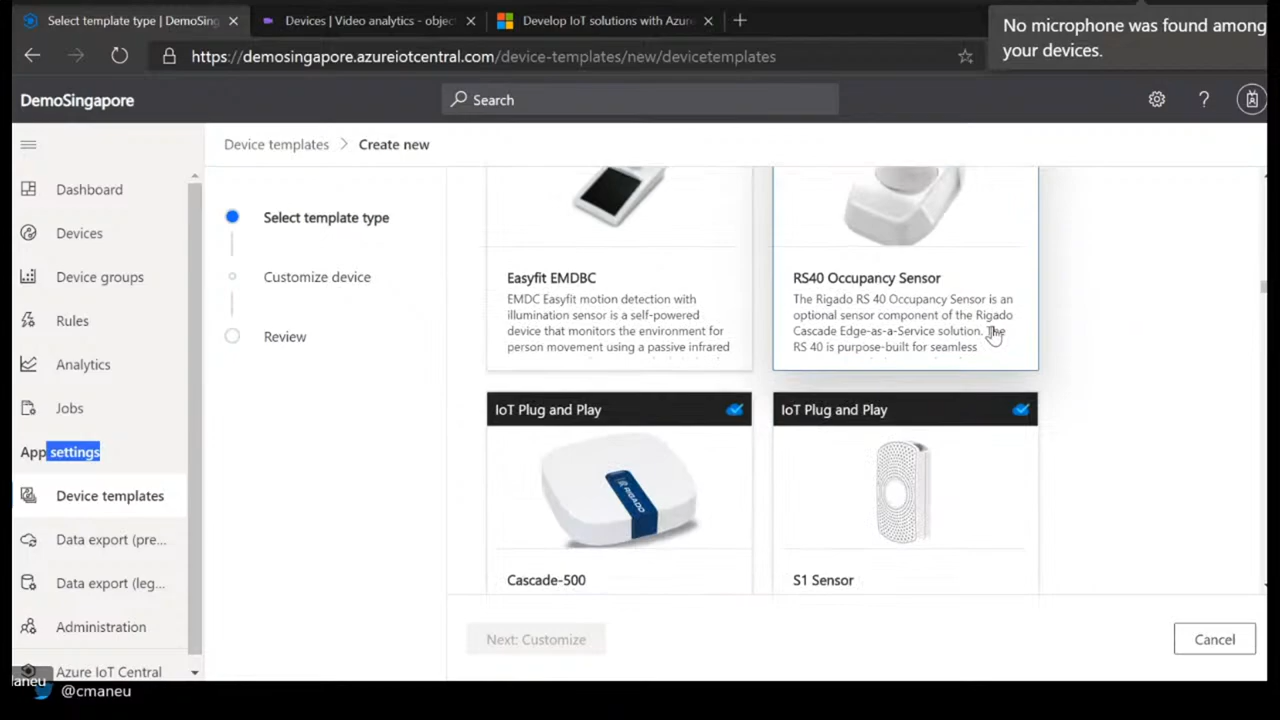 Select template type | DemoSing
Devices | Video analytics - objec
Develop IoT solutions with Azur
No microphone was found among
your devices.
https://demosingapore.azureiotcentral.com/device-templates/new/devicetemplates
DemoSingapore
Search
Device templates > Create new
Dashboard
Devices
Device groups
Rules
Analytics
Jobs
App settings
Device templates
Data export (pre...
Data export (leg...
Administration
Azure IoT Central
Select template type
Customize device
Review
Easyfit EMDBC
EMDC Easyfit motion detection with
illumination sensor is a self-powered
device that monitors the environment for
person movement using a passive infrared
RS40 Occupancy Sensor
The Rigado RS 40 Occupancy Sensor is an
optional sensor component of the Rigado
Cascade Edge-as-a-Service solution. The
RS 40 is purpose-built for seamless
IoT Plug and Play
RIGADO
Cascade-500
IoT Plug and Play
S1 Sensor
Next: Customize
Cancel
aneu
@cmaneu